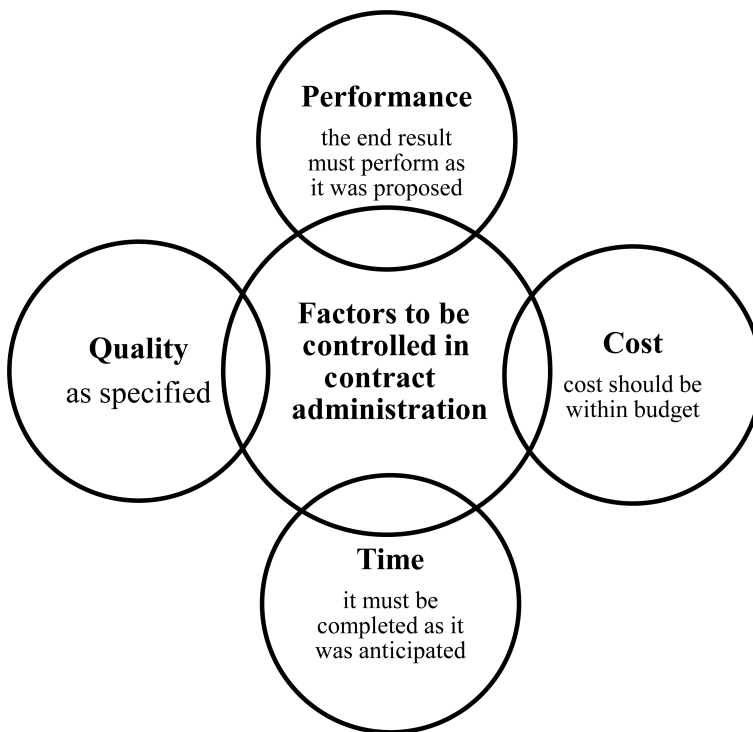 Performance
the end result
must perform as
it was proposed
Factors to be
controlled in
contract
administration
Quality
as specified
Cost
cost should be
within budget
Time
it must be
completed as it
was anticipated